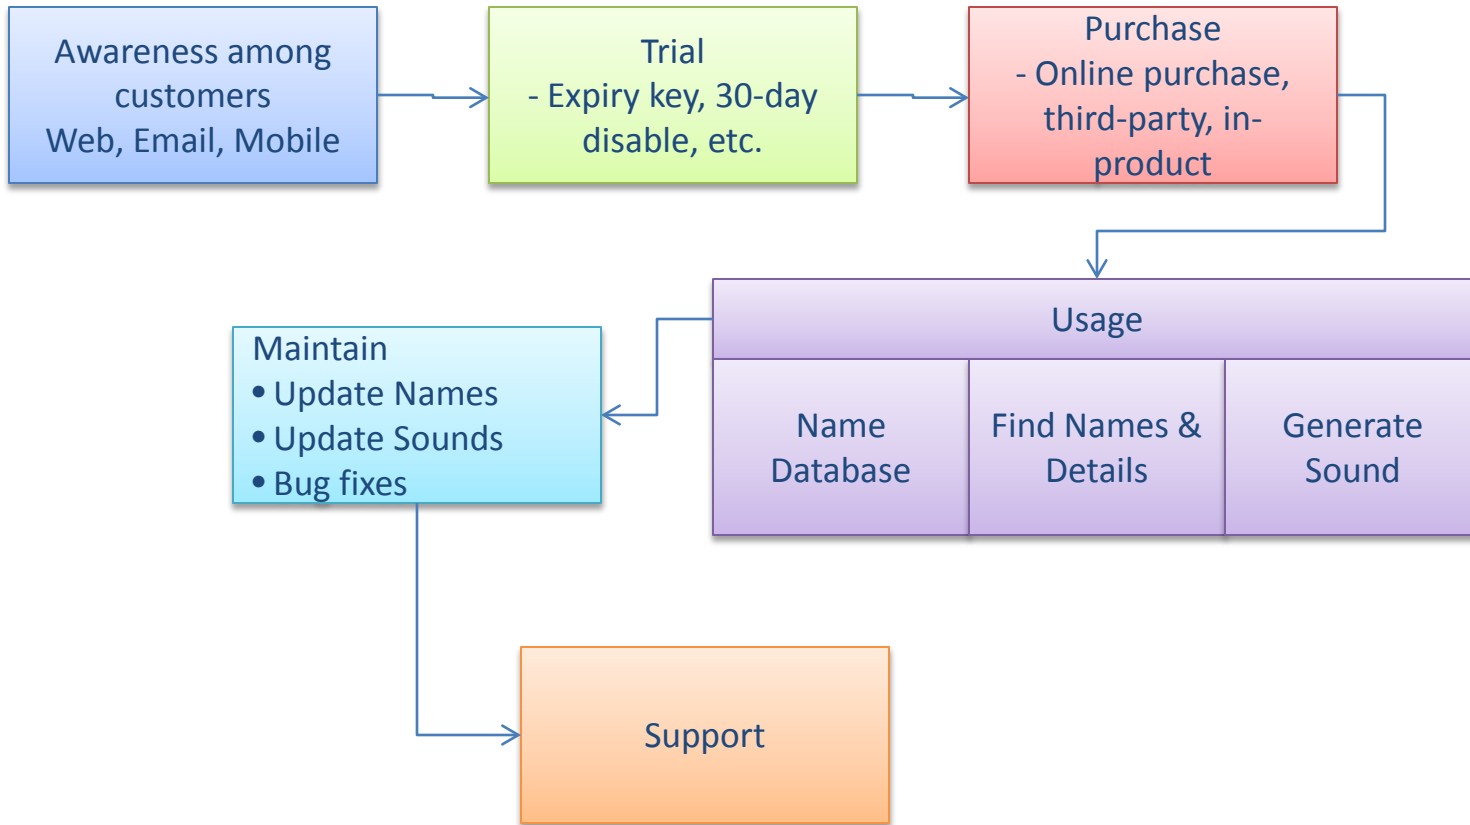 Awareness among
customers
Web, Email, Mobile
Trial
- Expiry key, 30-day
disable, etc.
Purchase
- Online purchase,
third-party, in-
product
Usage
Name
Database
Find Names &
Details
Generate
Sound
Maintain
• Update Names
• Update Sounds
• Bug fixes
Support